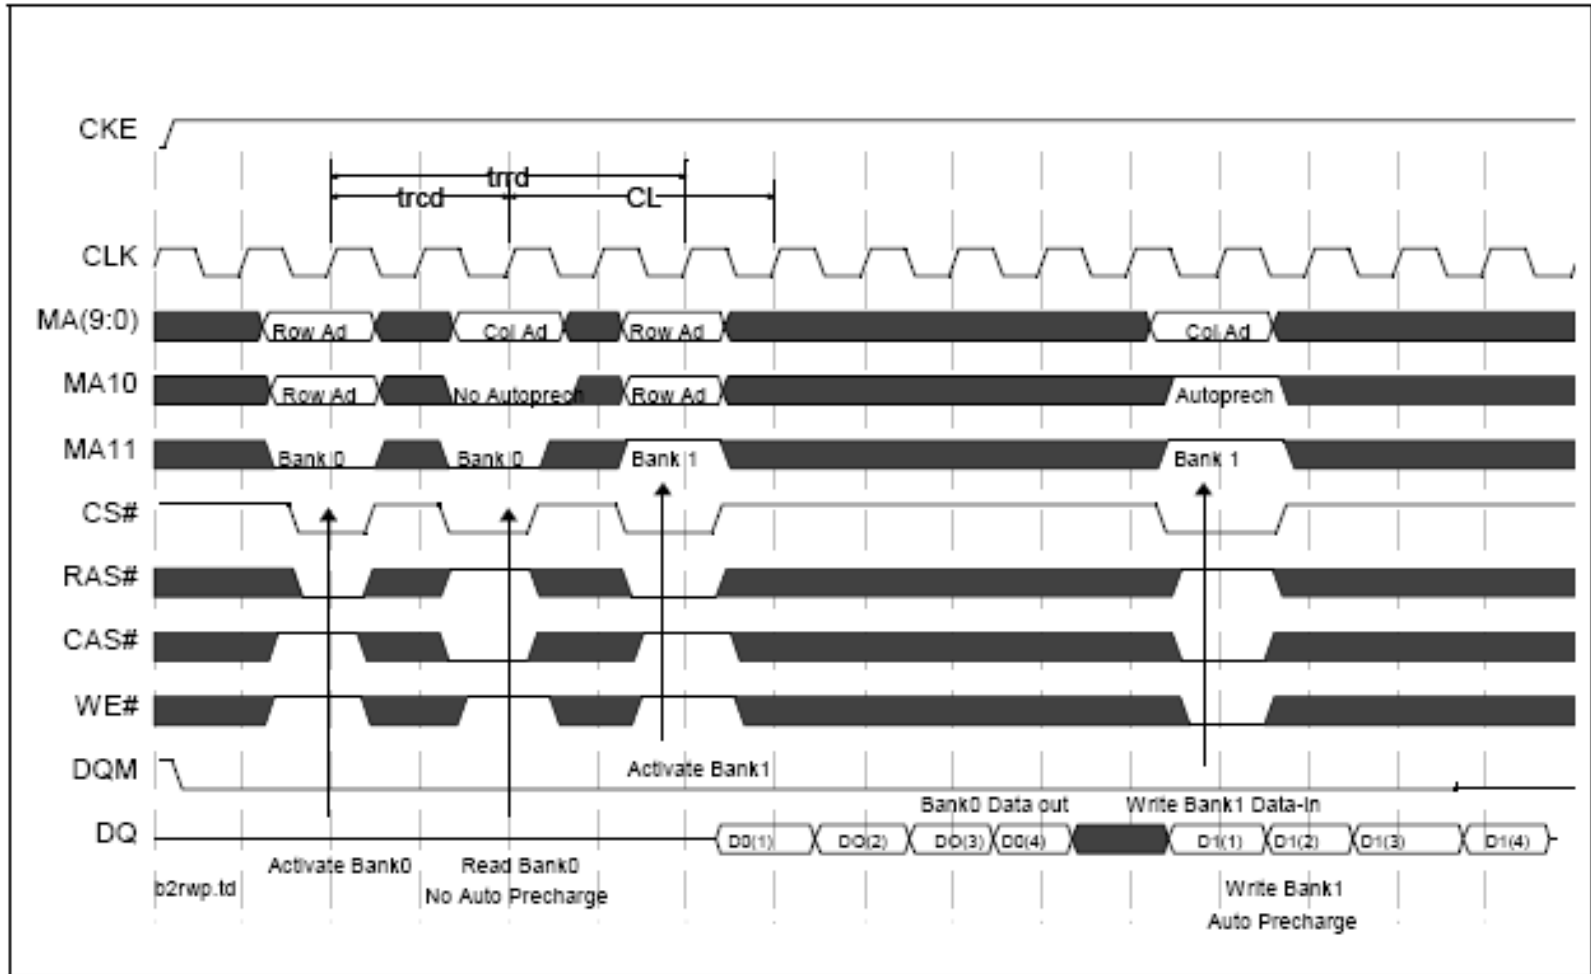 CKE
trrd
trcd CL
CLK
MA(9:0) Row Ad Col Ad Row Ad Col Ad
MA10 Row Ad No Autoprech Row Ad Autoprech
MA11 Bank 0 Bank 0 Bank 1 Bank 1
CS#
RAS#
CAS#
WE#
DQM Activate Bank1
Bank0 Data out Write Bank1 Data-in
DQ D0(1) DO(2) DO(3) D0(4) D1(1) D1(2) D1(3) D1(4)
Activate Bank0 Read Bank0
b2rwp.td No Auto Precharge Write Bank1
Auto Precharge